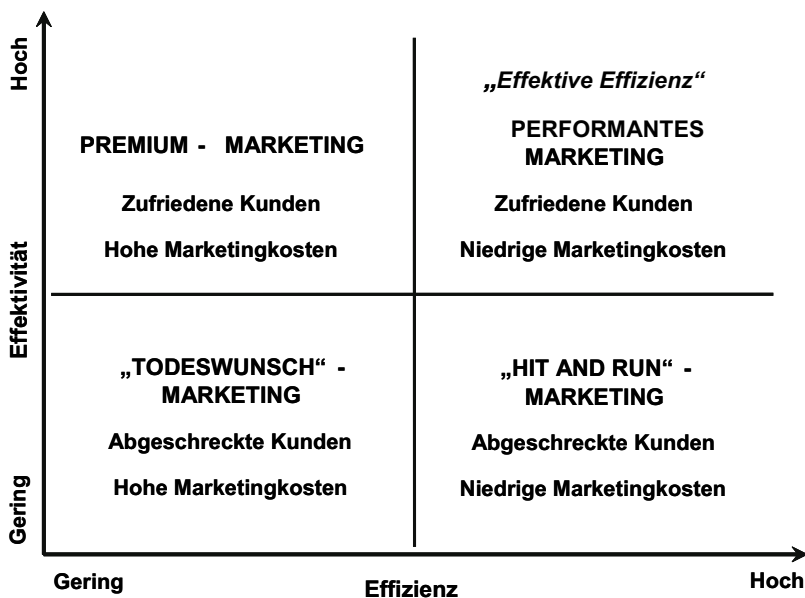 Hoch
„Effektive Effizienz“
PREMIUM - MARKETING
PERFORMANTES
MARKETING
Zufriedene Kunden
Zufriedene Kunden
Hohe Marketingkosten
Niedrige Marketingkosten
Effektivität
„TODESWUNSCH“ -
MARKETING
„HIT AND RUN“ -
MARKETING
Abgeschreckte Kunden
Abgeschreckte Kunden
Hohe Marketingkosten
Niedrige Marketingkosten
Gering
Gering
Effizienz
Hoch